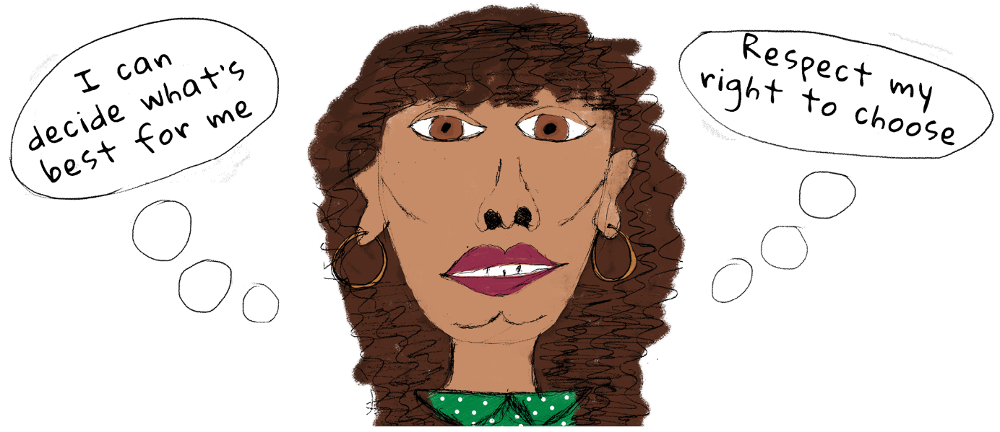 I can
decide what's
best for me
Respect my
right to choose